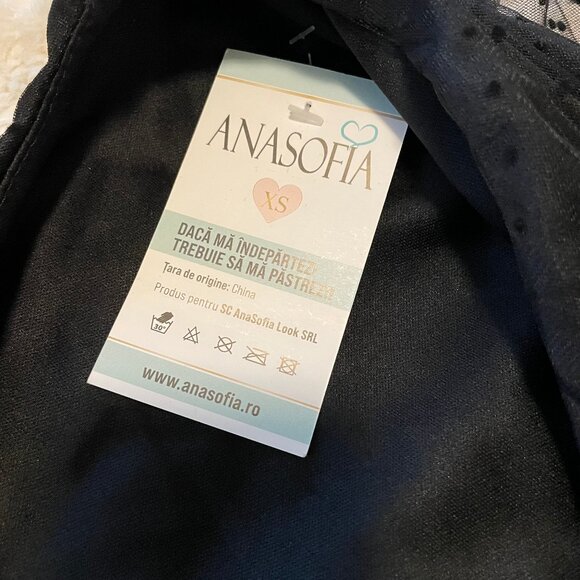 ANASOFIA
XS
DACĂ MĂ ÎNDEPĂRTEZI
TREBUIE SĂ MĂ PĂSTREZI!
Țara de origine: China
Produs pentru SC AnaSofia Look SRL
30°
www.anasofia.ro